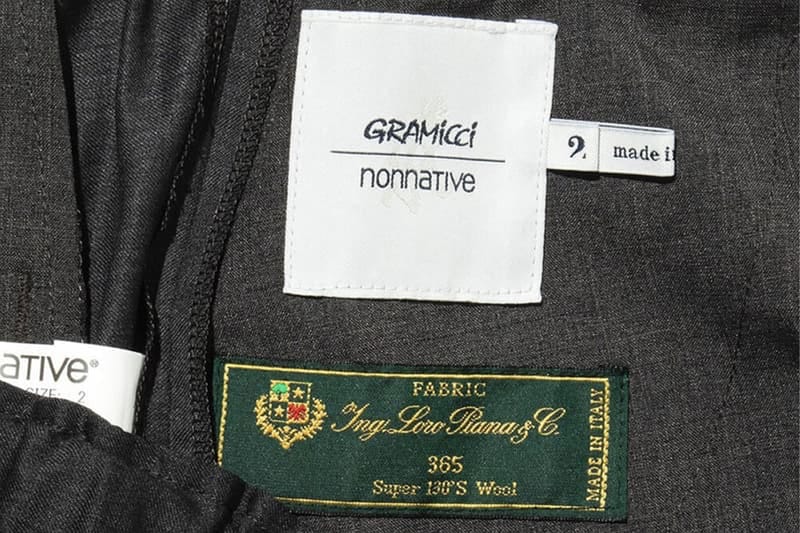 GRAMiCCi
nonnATIVE
2
made i
ATIVE®
SIZE: 2
FABRIC
Ing. Loro Piana & C.
365
Super 130'S Wool
MADE IN ITALY